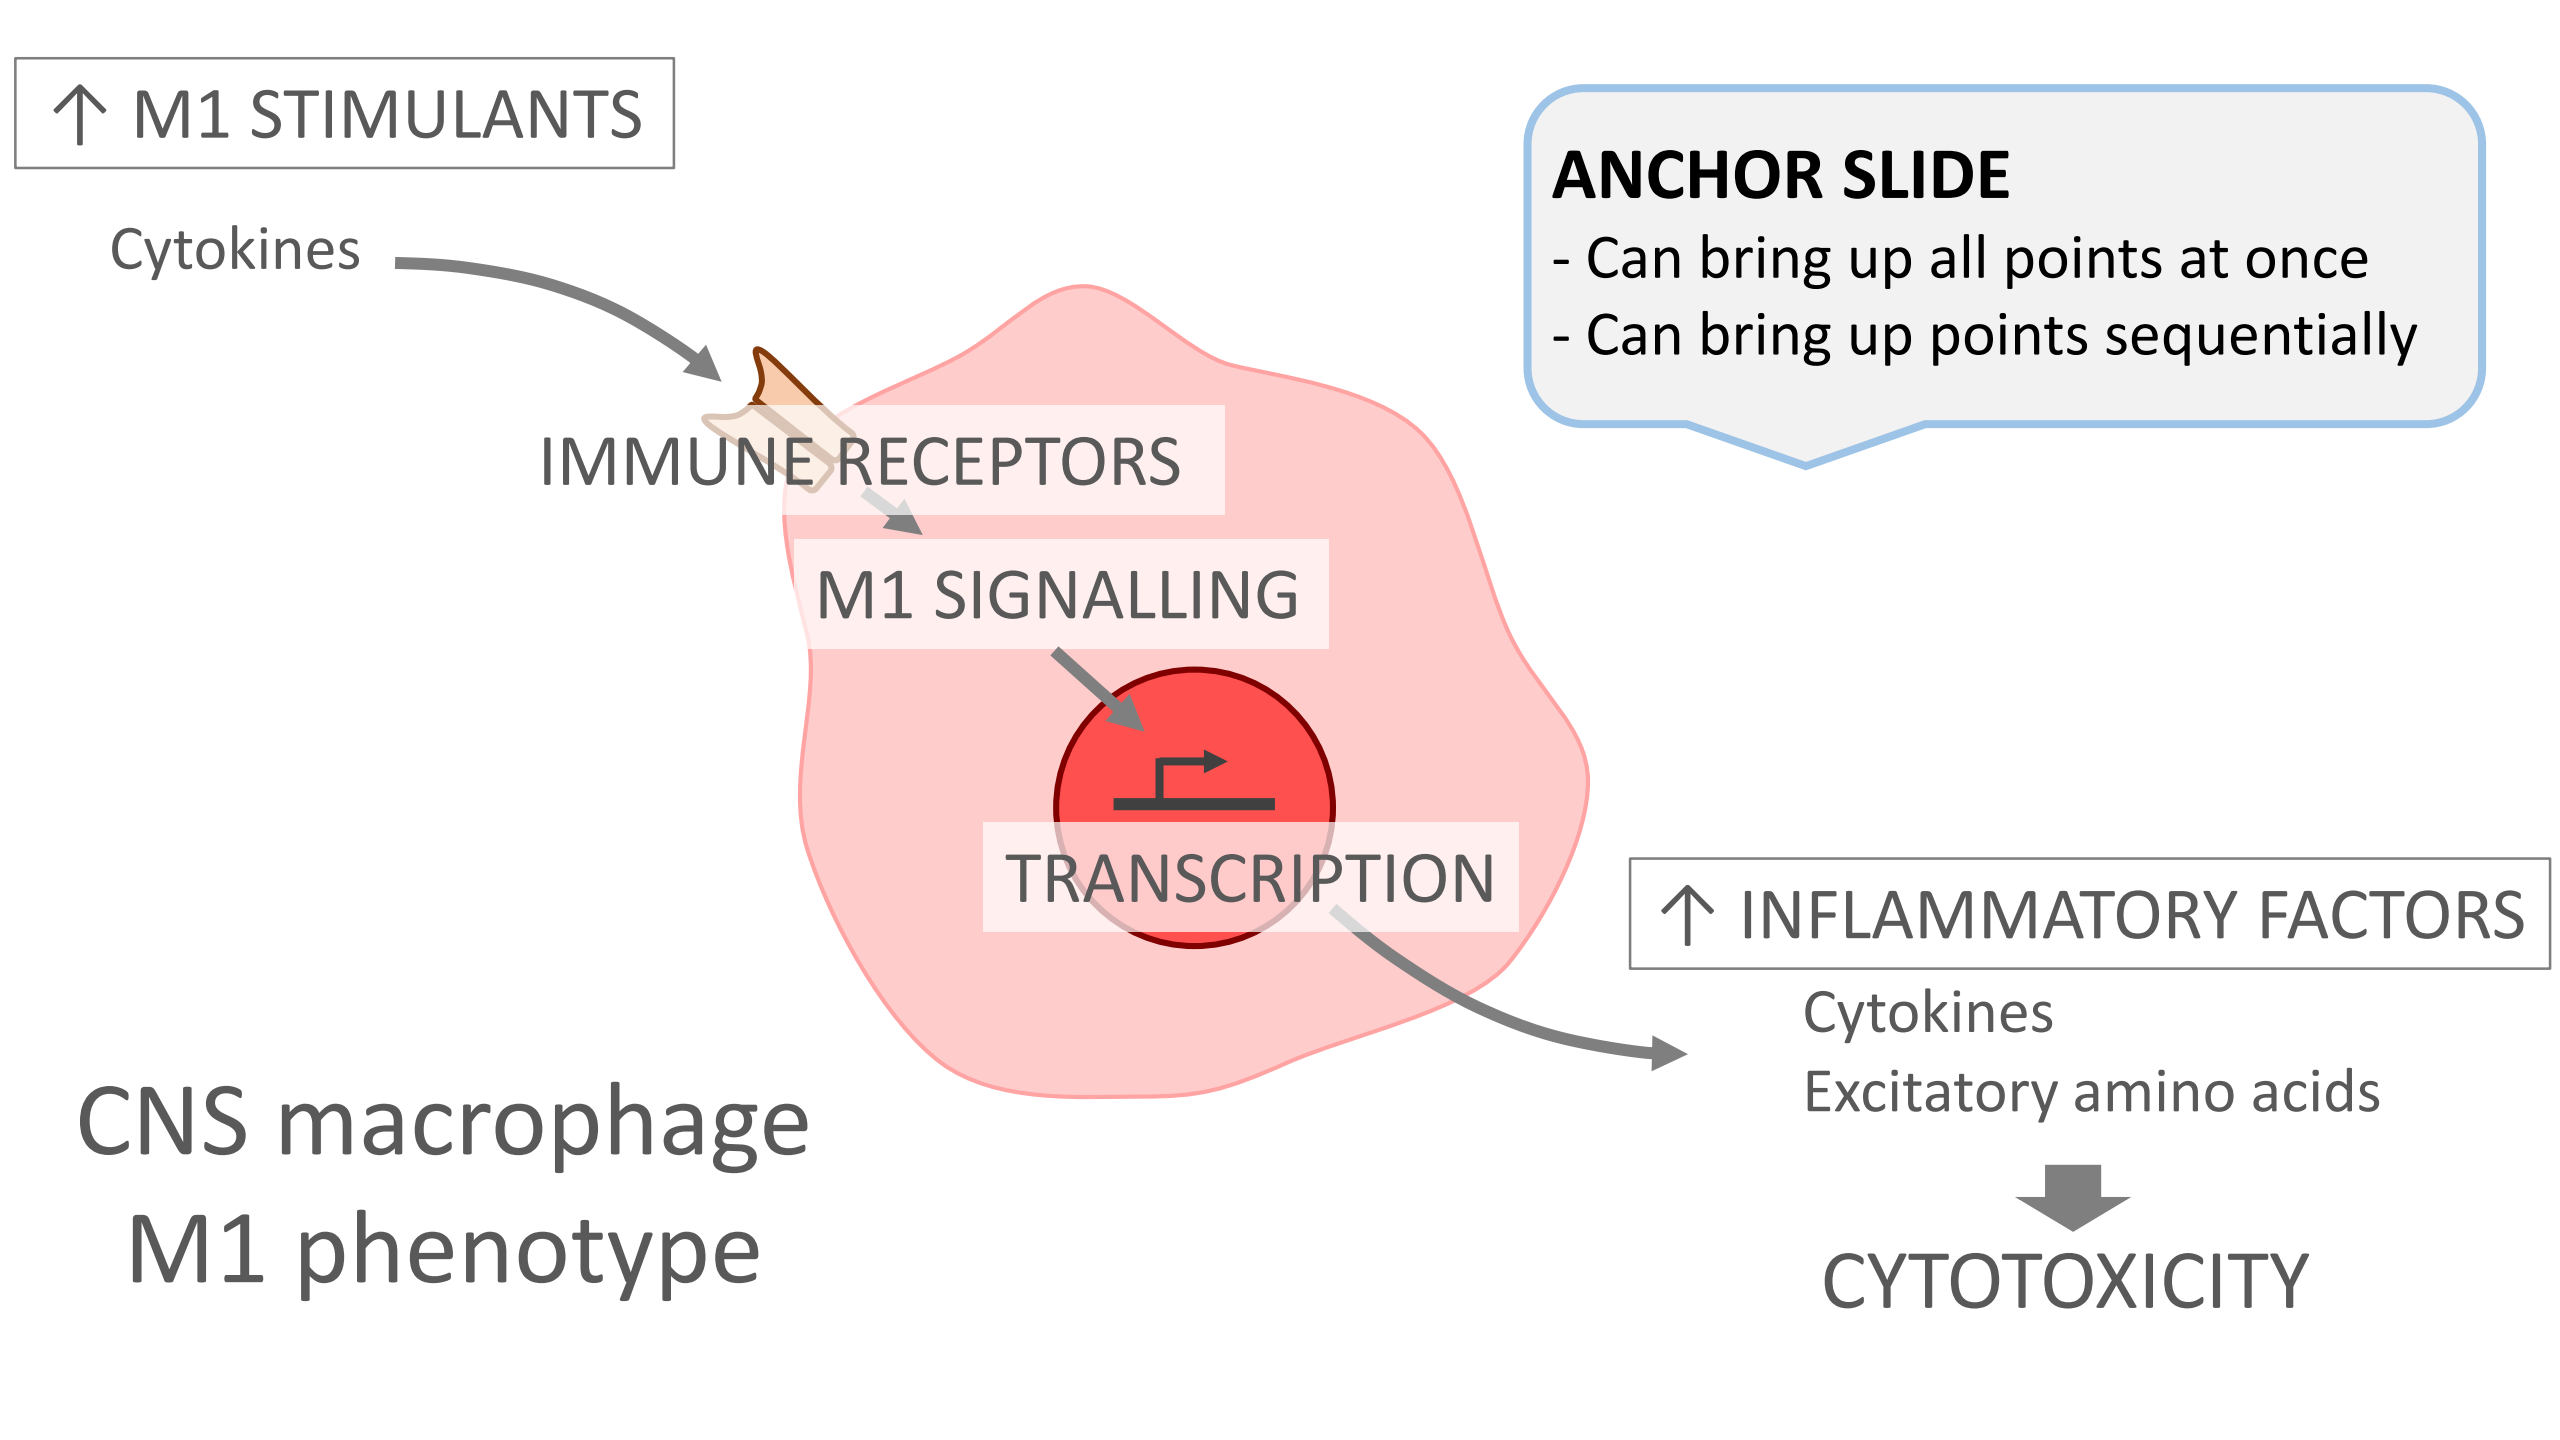 ↑ M1 STIMULANTS
Cytokines
ANCHOR SLIDE
- Can bring up all points at once
- Can bring up points sequentially
IMMUNE RECEPTORS
M1 SIGNALLING
TRANSCRIPTION
↑ INFLAMMATORY FACTORS
Cytokines
Excitatory amino acids
CYTOTOXICITY
CNS macrophage
M1 phenotype